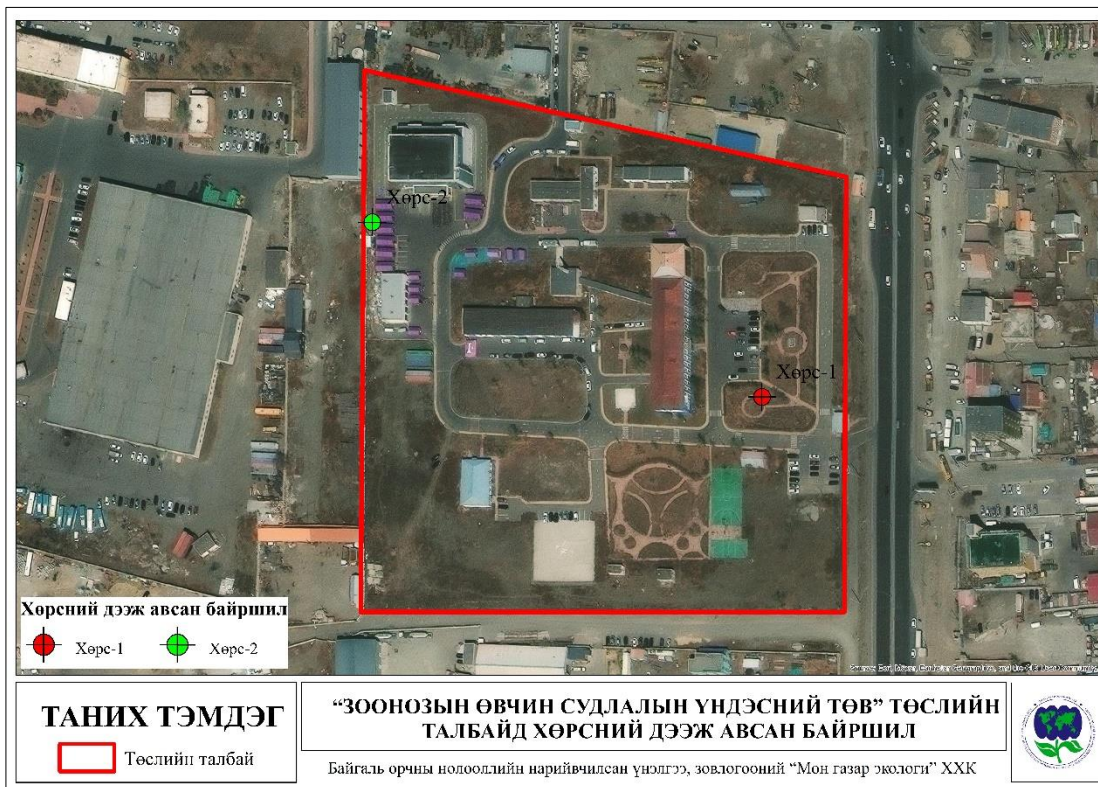 Хөрс-2
Хөрс-1
Хөрсний дээж авсан байршил
Хөрс-1
Хөрс-2
ТАНИХ ТЭМДЭГ
Төслийн талбай
“ЗООНОЗЫН ӨВЧИН СУДЛАЛЫН ҮНДЭСНИЙ ТӨВ” ТӨСЛИЙН
ТАЛБАЙД ХӨРСНИЙ ДЭЭЖ АВСАН БАЙРШИЛ
Байгаль орчны нөлөөллийн нарийвчилсан үнэлгээ, зөвлөгөөний “Мон газар экологи” ХХК